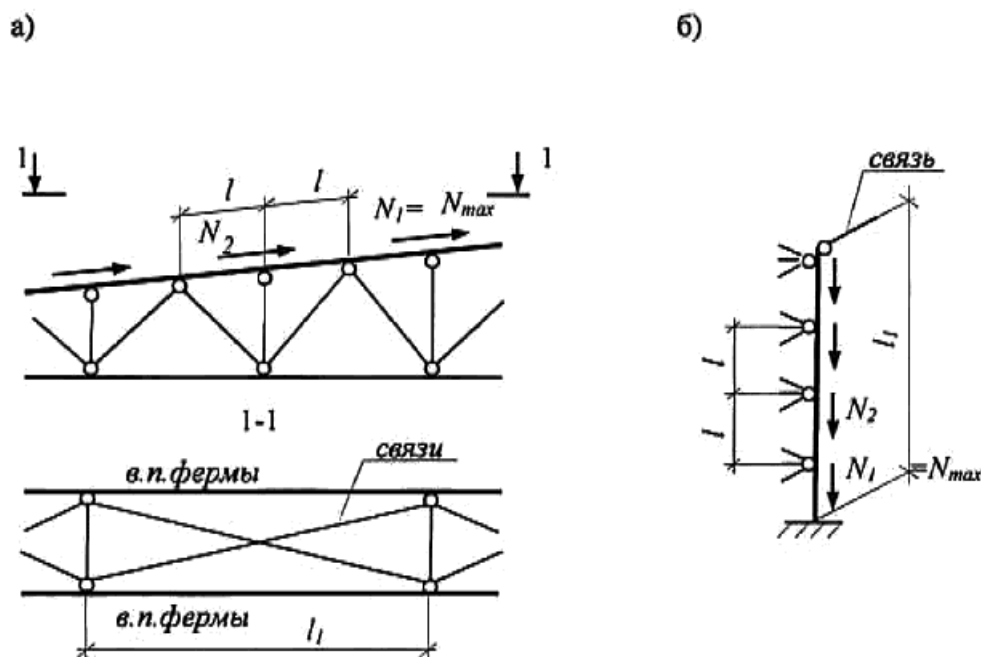 а)
б)
1
1
l
l
N₁= Nₘₐₓ
N₂
связь
l₁
l
l
N₂
N₁
=Nₘₐₓ
1-1
связи
в.п.фермы
в.п.фермы
l₁